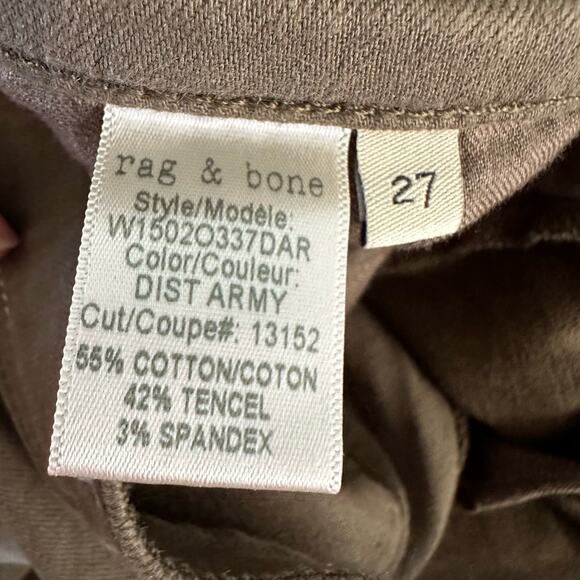 rag & bone
Style/Modèle:
W1502O337DAR
Color/Couleur:
DIST ARMY
Cut/Coupe#: 13152
55% COTTON/COTON
42% TENCEL
3% SPANDEX
27